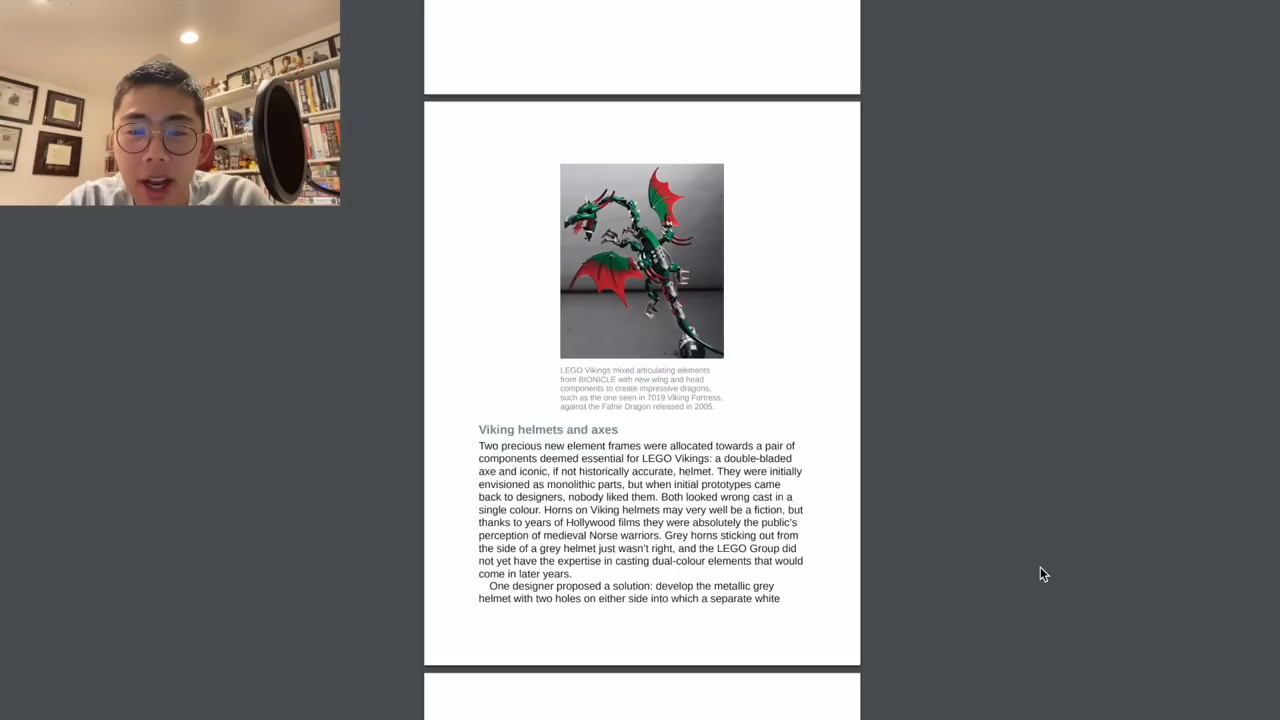 LEGO Vikings mixed articulating elements
from BIONICLE with new wing and head
components to create impressive dragons,
such as the one seen in 7019 Viking Fortress,
against the Fafnir Dragon released in 2005.
Viking helmets and axes
Two precious new element frames were allocated towards a pair of
components deemed essential for LEGO Vikings: a double-bladed
axe and iconic, if not historically accurate, helmet. They were initially
envisioned as monolithic parts, but when initial prototypes came
back to designers, nobody liked them. Both looked wrong cast in a
single colour. Horns on Viking helmets may very well be a fiction, but
thanks to years of Hollywood films they were absolutely the public's
perception of medieval Norse warriors. Grey horns sticking out from
the side of a grey helmet just wasn't right, and the LEGO Group did
not yet have the expertise in casting dual-colour elements that would
come in later years.
One designer proposed a solution: develop the metallic grey
helmet with two holes on either side into which a separate white